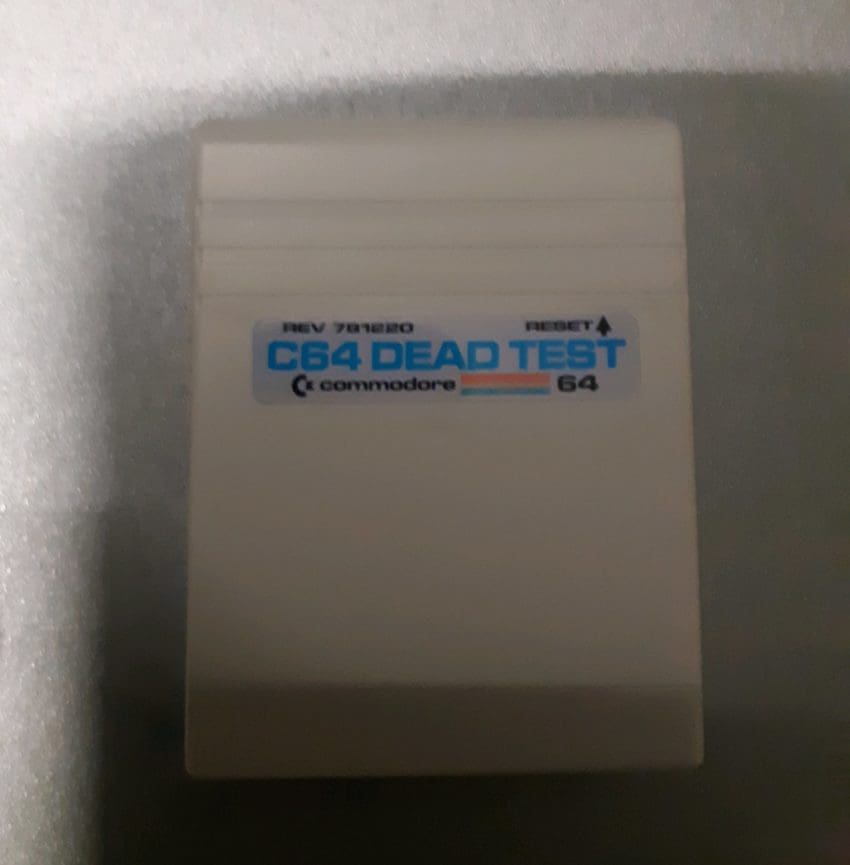 REV 781220 RESET
C64 DEAD TEST
commodore 64